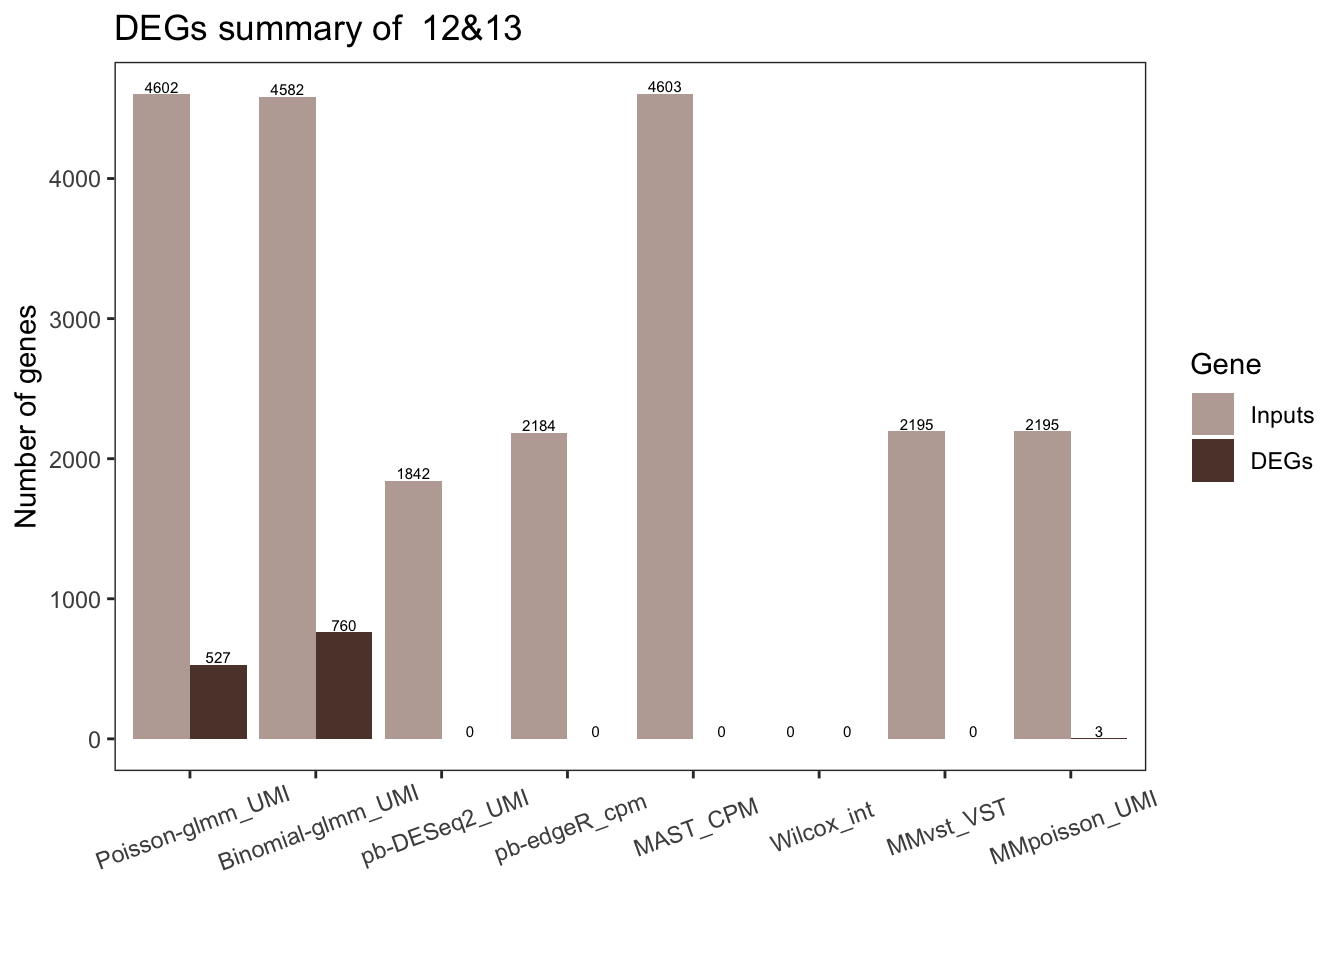 DEGs summary of  12&13
Number of genes
4000
3000
2000
1000
0
4602
527
4582
760
1842
0
2184
0
4603
0
0
0
2195
0
2195
3
Poisson-glmm_UMI
Binomial-glmm_UMI
pb-DESeq2_UMI
pb-edgeR_cpm
MAST_CPM
Wilcox_int
MMvst_VST
MMpoisson_UMI
Gene
Inputs
DEGs